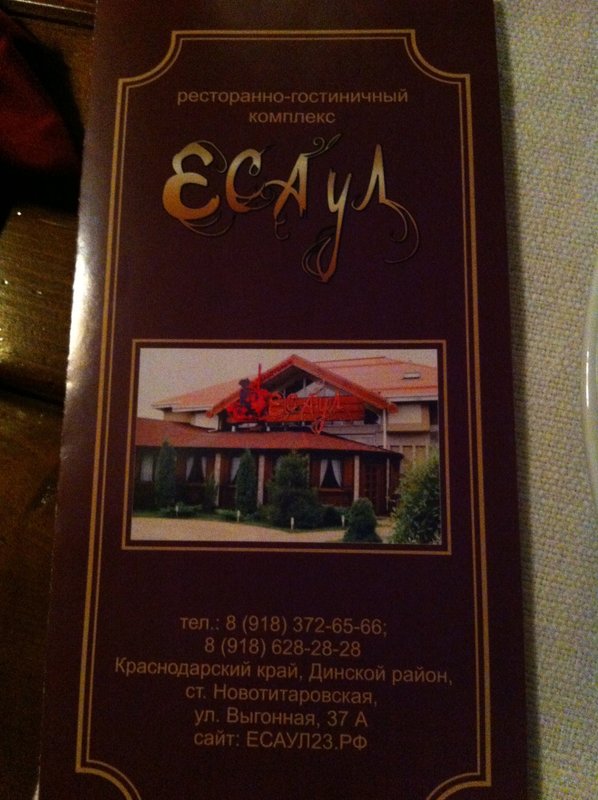 ресторанно-гостиничный
комплекс
ЕСАул
ЕСАул
тел.: 8 (918) 372-65-66;
8 (918) 628-28-28
Краснодарский край, Динской район,
ст. Новотитаровская,
ул. Выгонная, 37 А
сайт: ЕСАУЛ23.РФ